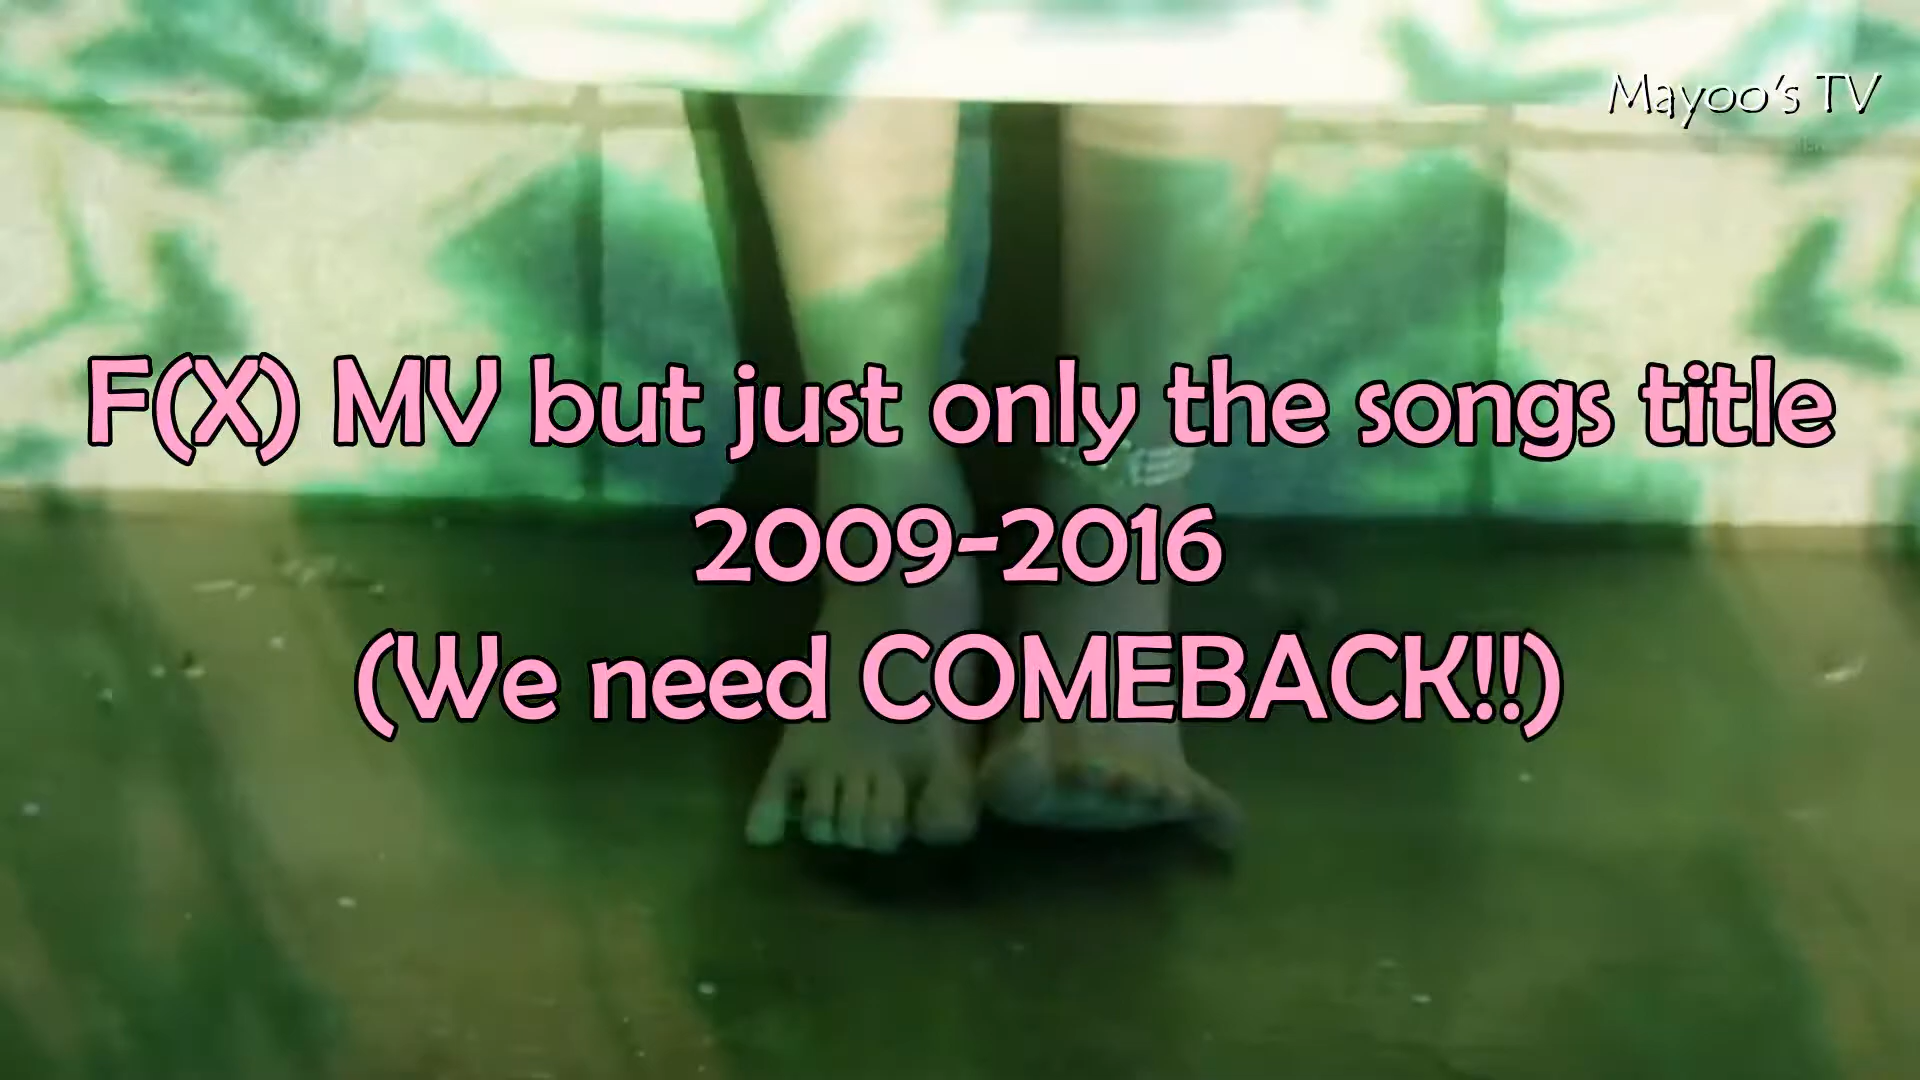 Mayoo's TV
F(X) MV but just only the songs title
2009-2016
(We need COMEBACK!!)